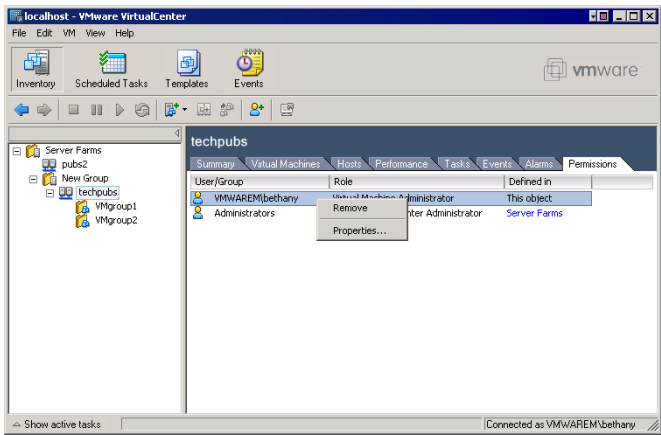 localhost - VMware VirtualCenter
File Edit VM View Help
Inventory Scheduled Tasks Templates Events
vmware
techpubs
Server Farms
pubs2
New Group
techpubs
VMgroup1
VMgroup2
Summary Virtual Machines Hosts Performance Tasks Events Alarms Permissions
User/Group Role Defined in
VMWAREM\bethany Virtual Machine Administrator This object
Administrators nter Administrator Server Farms
Remove
Properties...
Show active tasks
Connected as VMWAREM\bethany